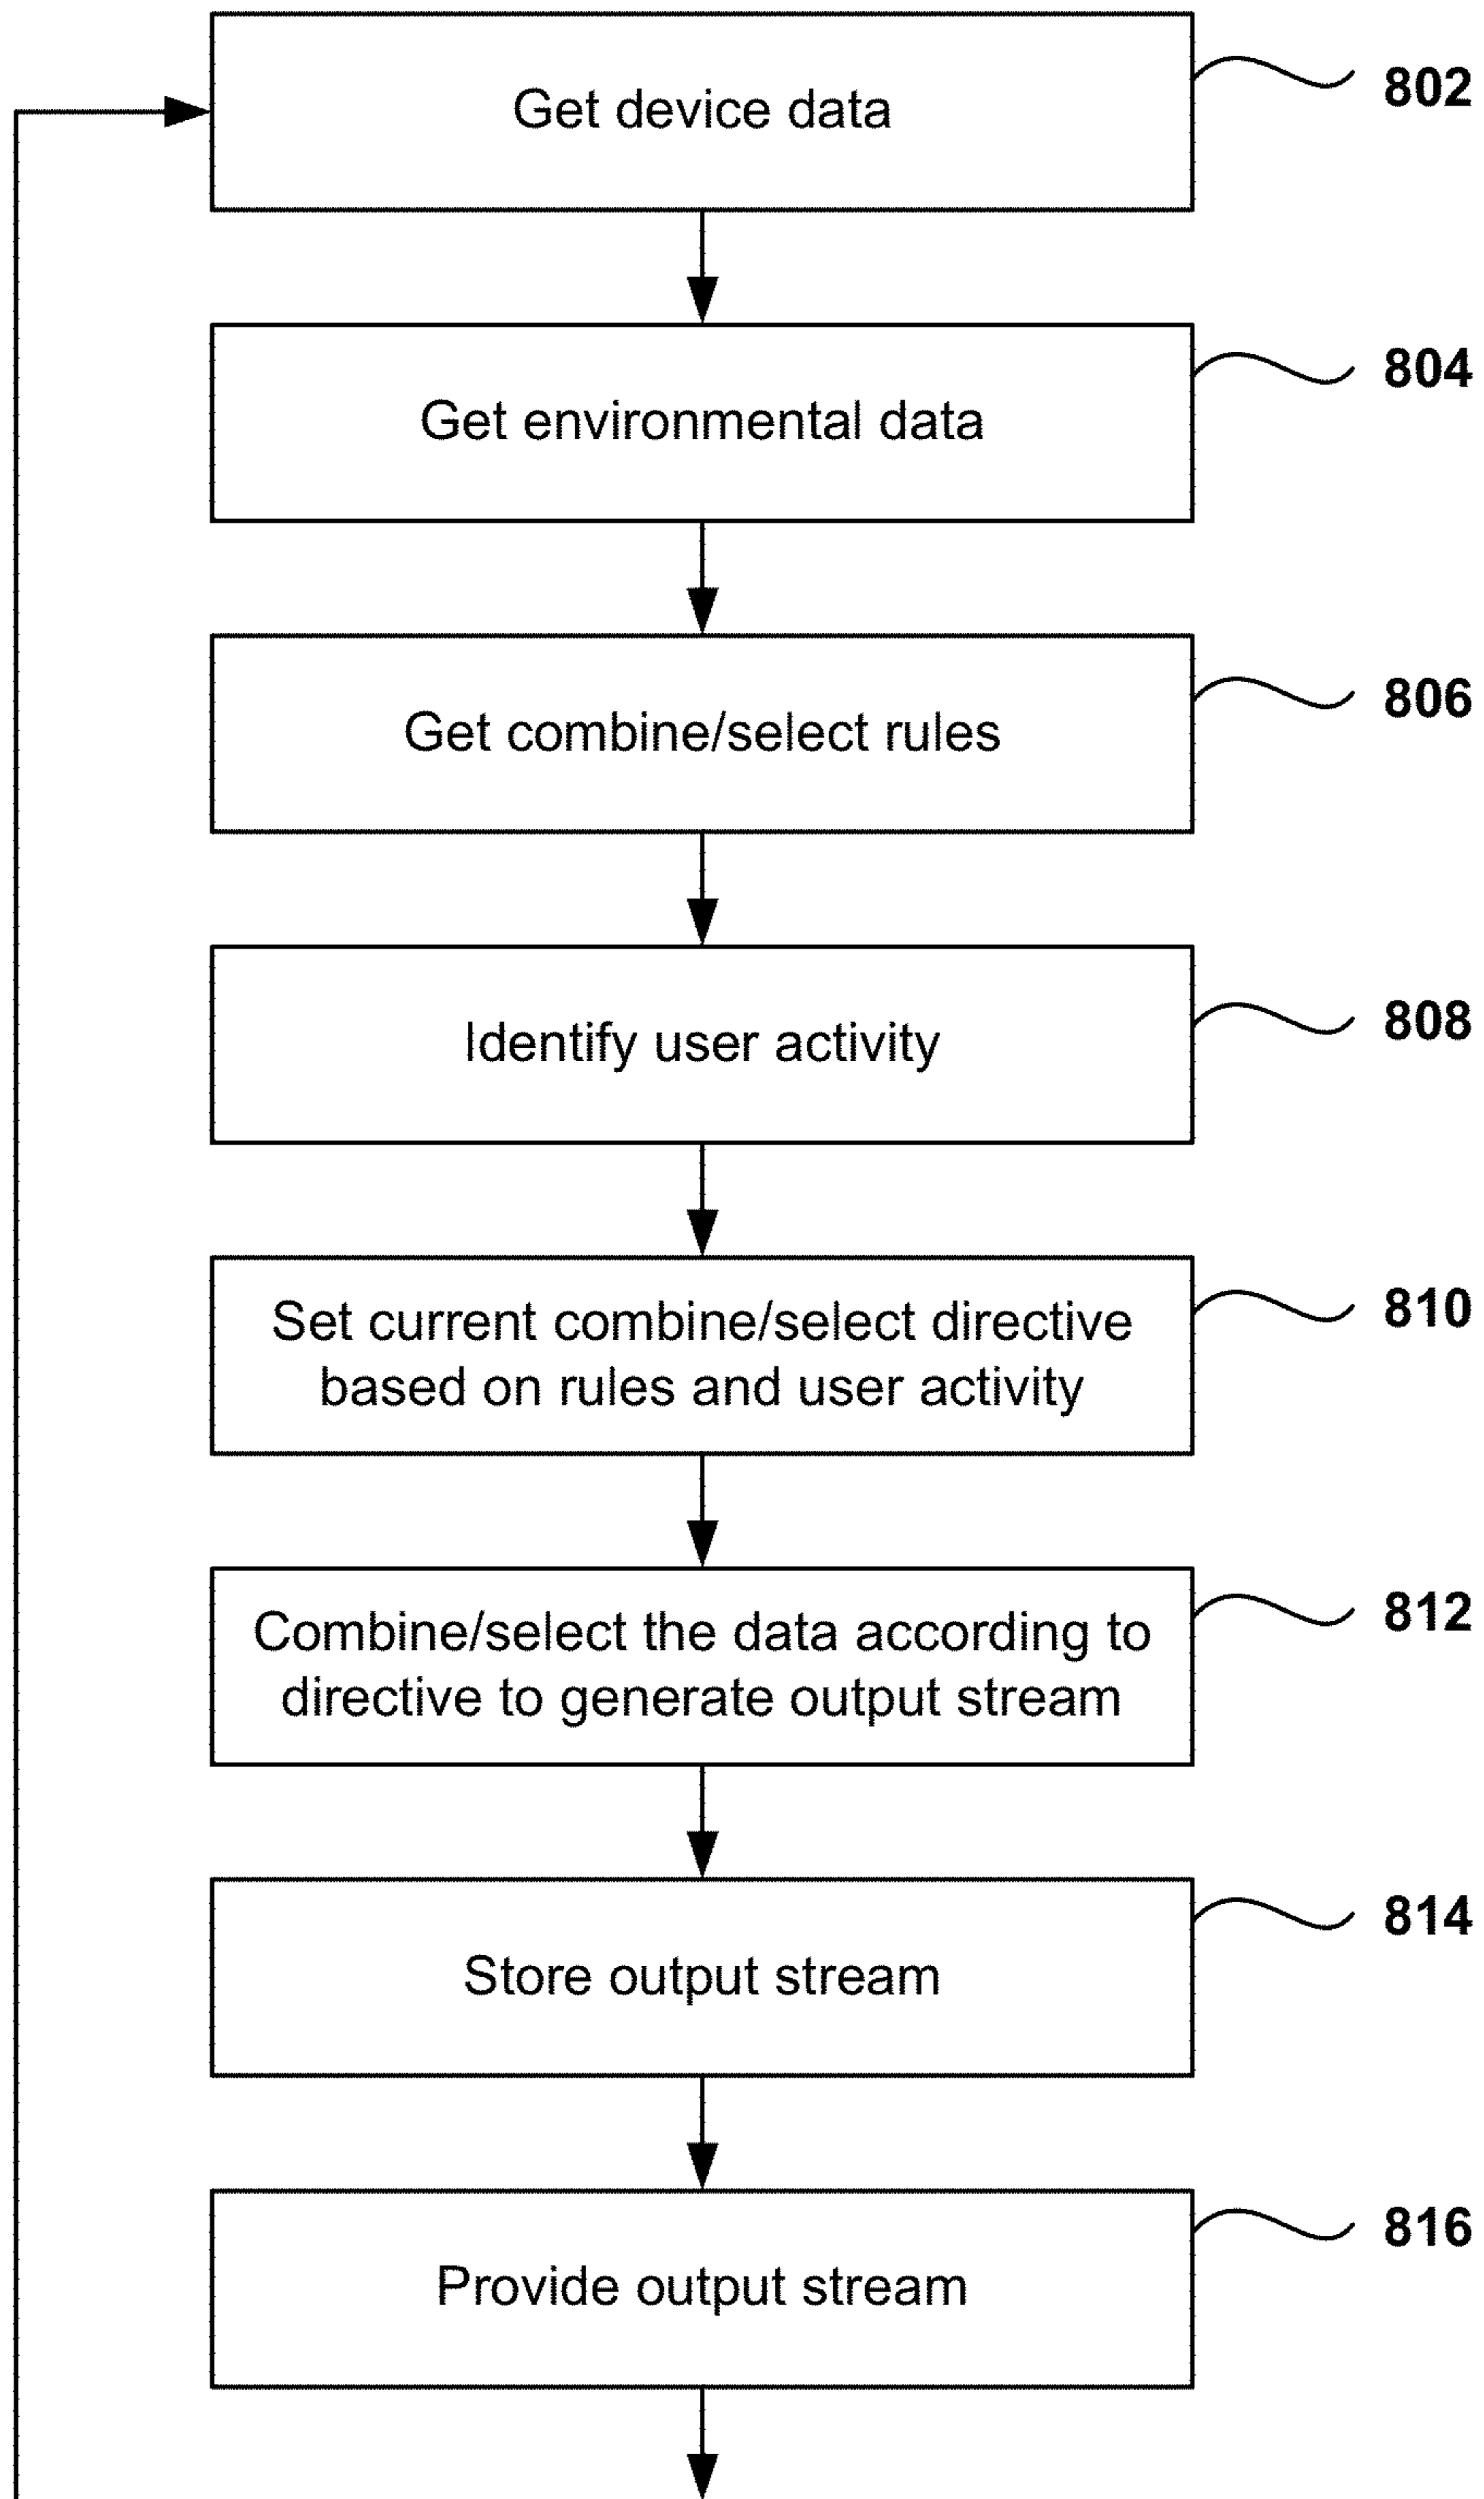 Get device data
802
Get environmental data
804
Get combine/select rules
806
Identify user activity
808
Set current combine/select directive
based on rules and user activity
810
Combine/select the data according to
directive to generate output stream
812
Store output stream
814
Provide output stream
816